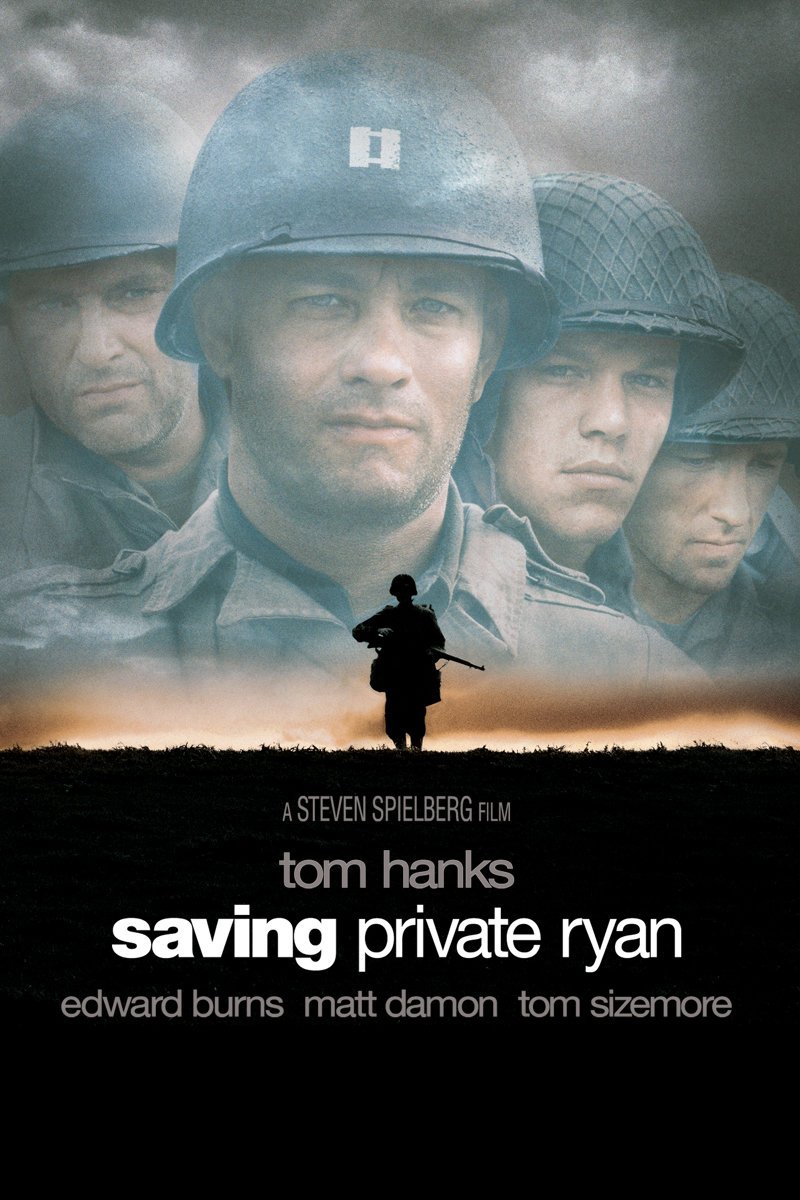 A STEVEN SPIELBERG FILM
tom hanks
saving private ryan
edward burns matt damon tom sizemore